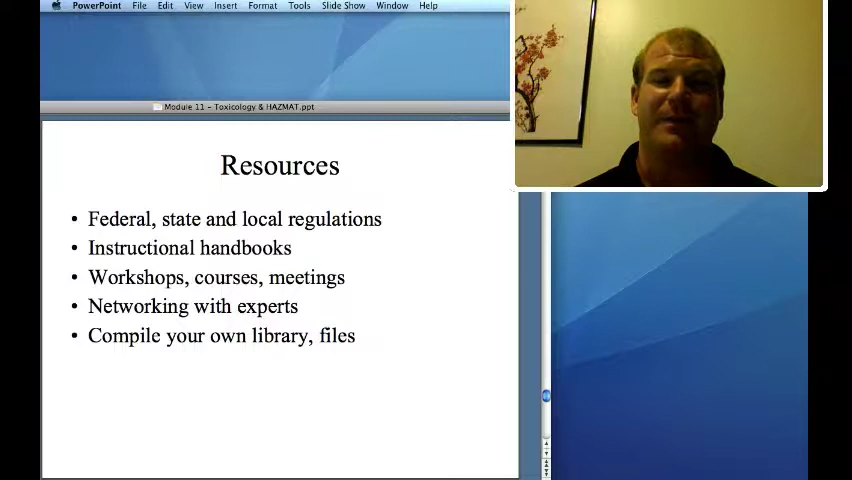 PowerPoint File Edit View Insert Format Tools Slide Show Window Help
Module 11 - Toxicology & HAZMAT.ppt
Resources
• Federal, state and local regulations
• Instructional handbooks
• Workshops, courses, meetings
• Networking with experts
• Compile your own library, files